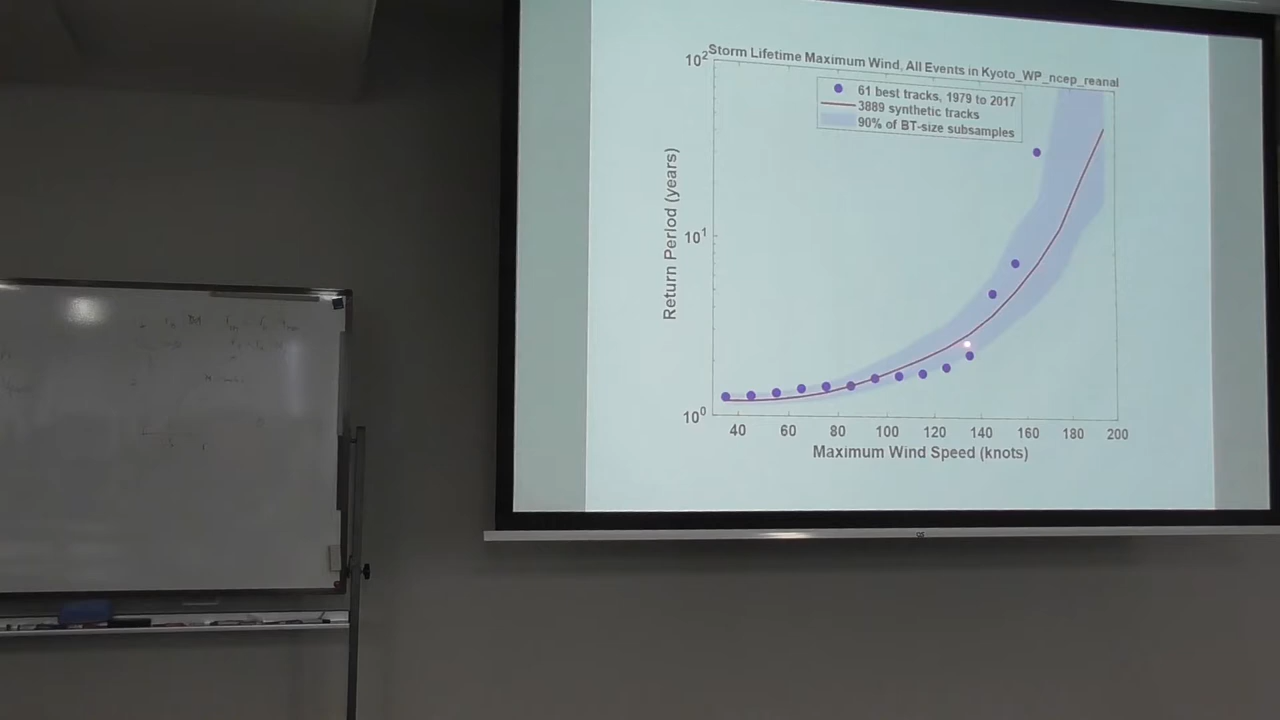 Storm Lifetime Maximum Wind, All Events in Kyoto_WP_ncep_reanal
61 best tracks, 1979 to 2017
3889 synthetic tracks
90% of BT-size subsamples
Return Period (years)
10²
10¹
10⁰
40 60 80 100 120 140 160 180 200
Maximum Wind Speed (knots)